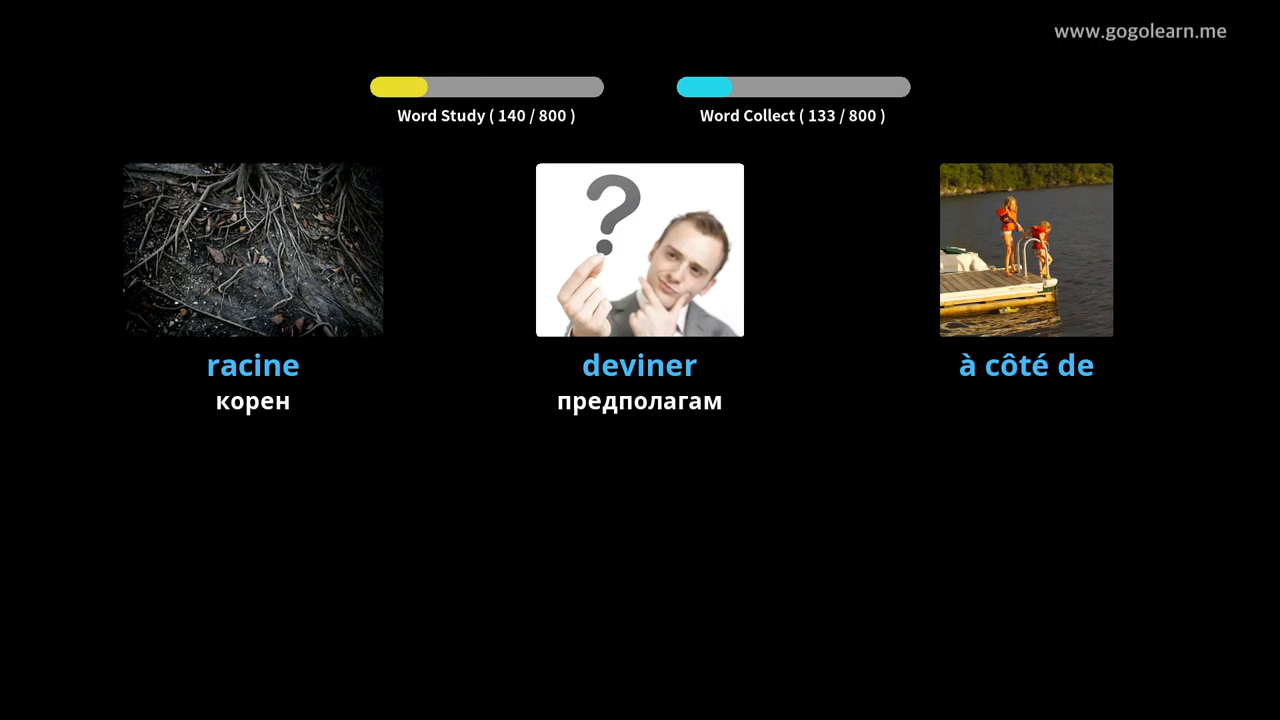 www.gogolearn.me
Word Study ( 140 / 800 )
Word Collect ( 133 / 800 )
racine
deviner
à côté de
корен
предполагам